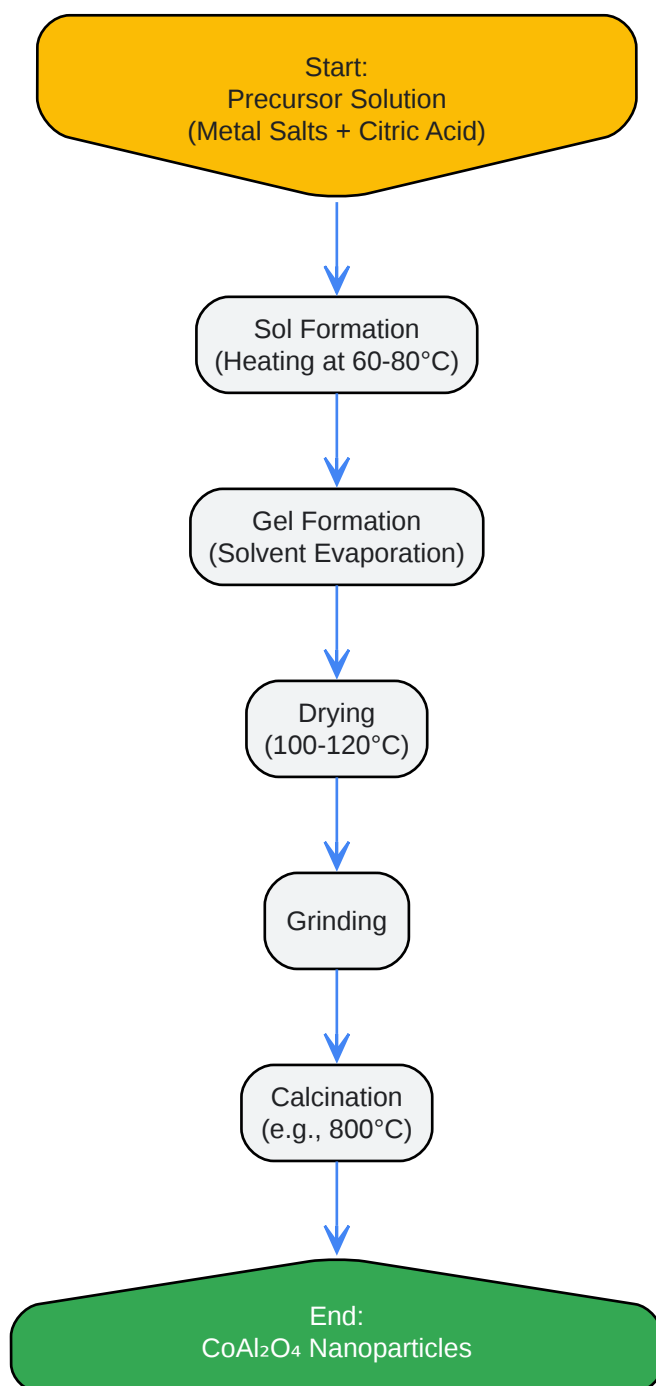 Start:
Precursor Solution
(Metal Salts + Citric Acid)
Sol Formation
(Heating at 60-80°C)
Gel Formation
(Solvent Evaporation)
Drying
(100-120°C)
Grinding
Calcination
(e.g., 800°C)
End:
CoAl₂O₄ Nanoparticles